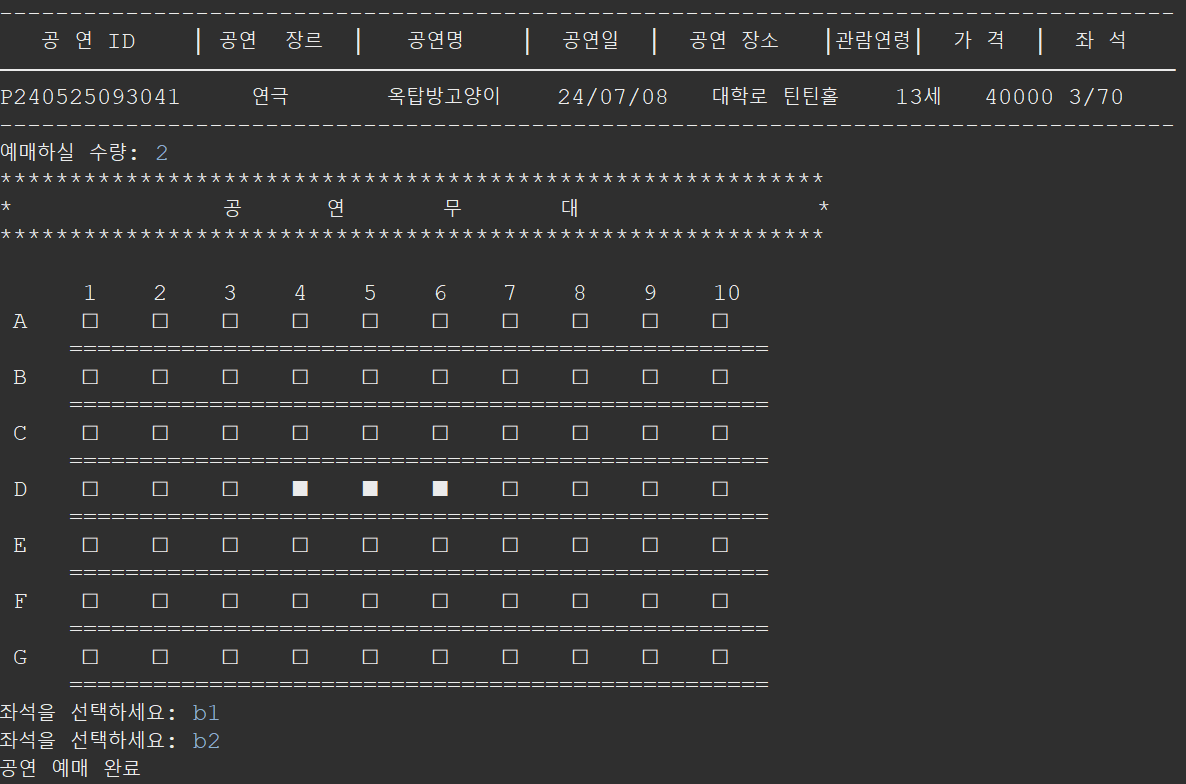 ------------------------------------------------------------------------------------
공 연 ID | 공연 장르 | 공연명 | 공연일 | 공연 장소 |관람연령| 가 격 | 좌 석
P240525093041 연극 옥탑방고양이 24/07/08 대학로 틴틴홀 13세 40000 3/70
------------------------------------------------------------------------------------
예매하실 수량: 2
***********************************************************
* 공 연 무 대 *
***********************************************************
1 2 3 4 5 6 7 8 9 10
A □ □ □ □ □ □ □ □ □ □
==================================================
B □ □ □ □ □ □ □ □ □ □
==================================================
C □ □ □ □ □ □ □ □ □ □
==================================================
D □ □ □ ■ ■ ■ □ □ □ □
==================================================
E □ □ □ □ □ □ □ □ □ □
==================================================
F □ □ □ □ □ □ □ □ □ □
==================================================
G □ □ □ □ □ □ □ □ □ □
==================================================
좌석을 선택하세요: b1
좌석을 선택하세요: b2
공연 예매 완료